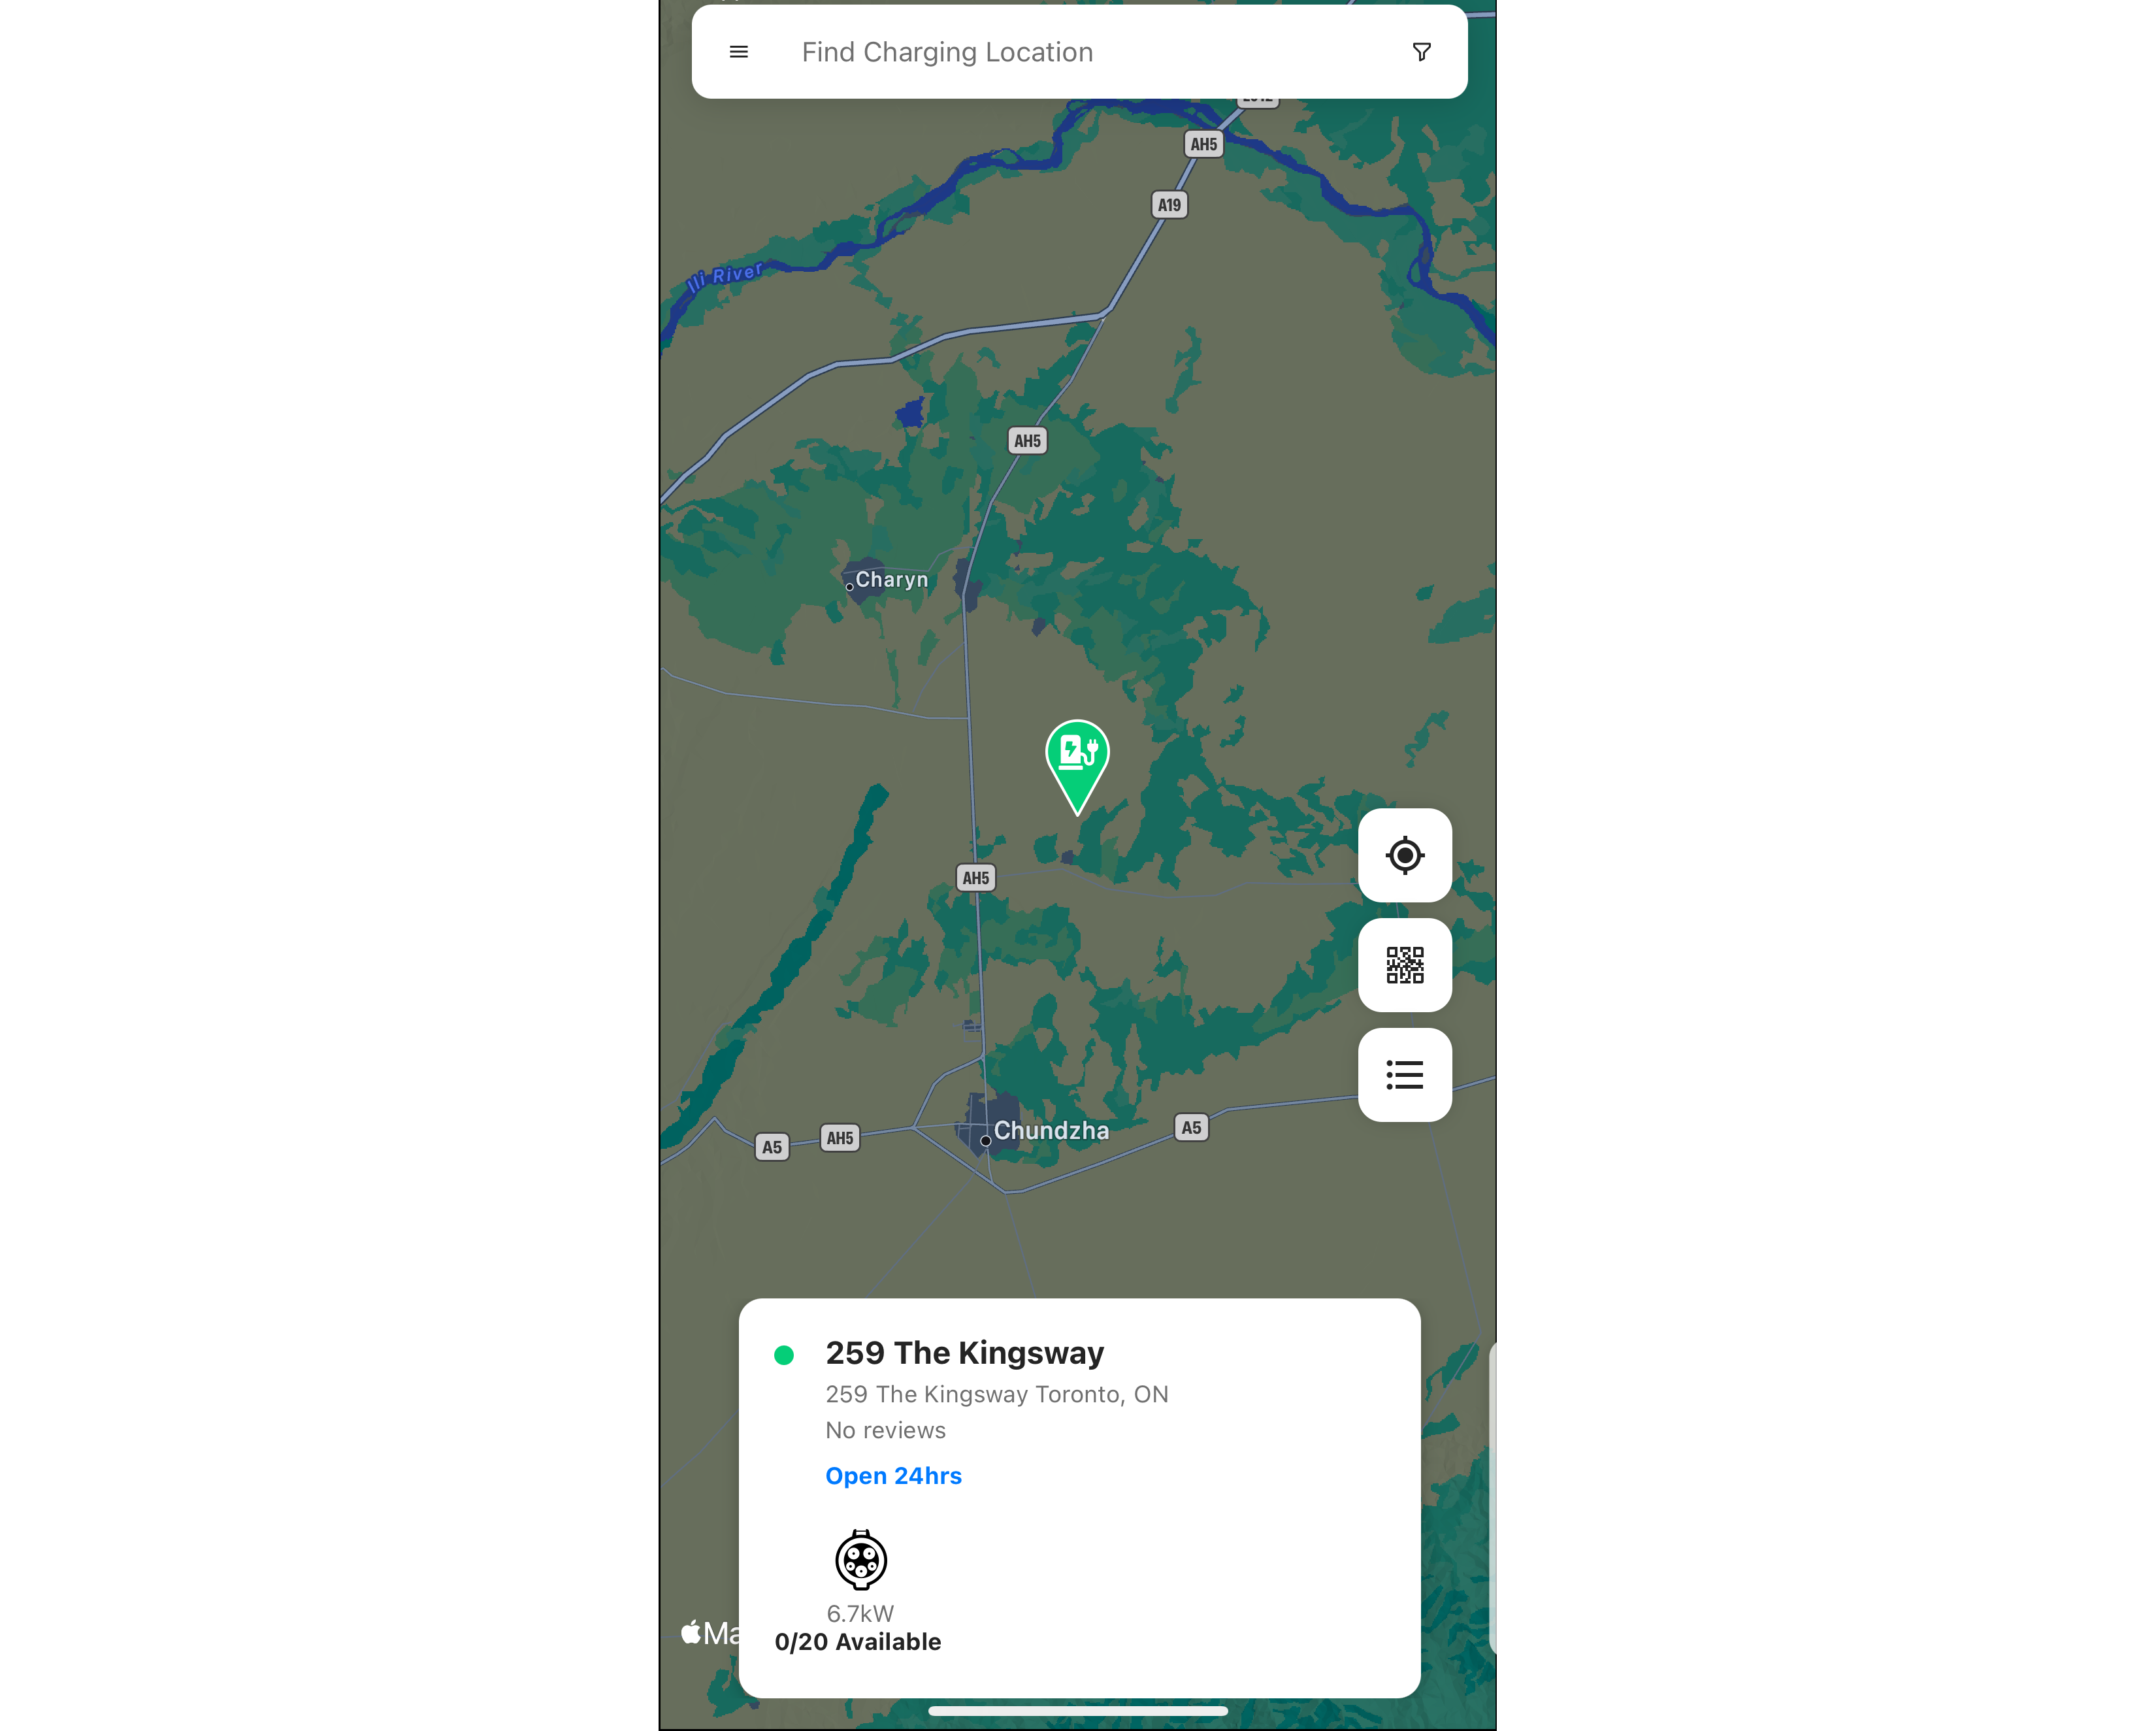 Find Charging Location
AH5
A19
Ili River
AH5
Charyn
AH5
Chundzha
A5
AH5
A5
259 The Kingsway
259 The Kingsway Toronto, ON
No reviews
Open 24hrs
6.7kW
0/20 Available